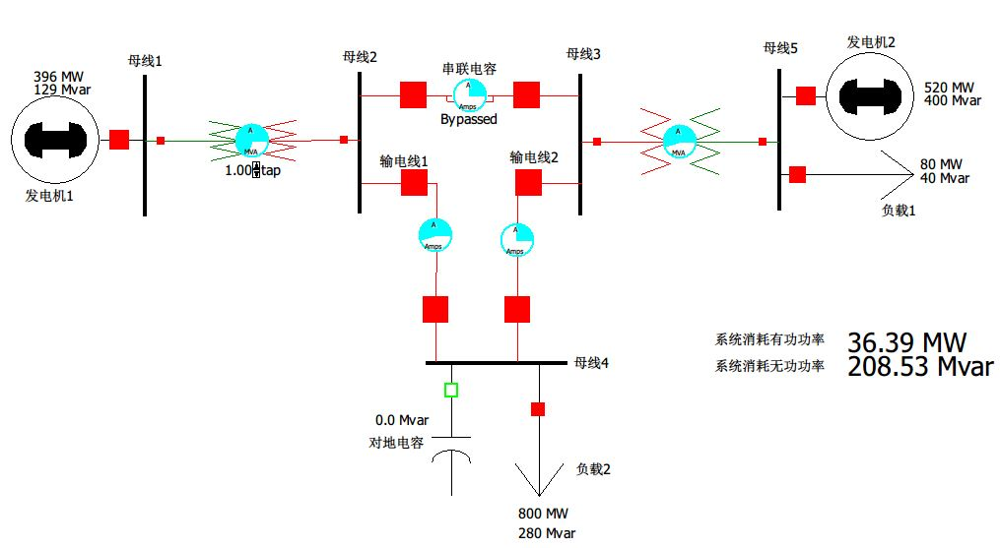 母线1
396 MW
129 Mvar
发电机1
A
MVA
1.00 tap
母线2
串联电容
A
Amps
Bypassed
母线3
输电线1
输电线2
A
Amps
A
Amps
A
MVA
母线5
发电机2
520 MW
400 Mvar
80 MW
40 Mvar
负载1
母线4
系统消耗有功功率
36.39 MW
系统消耗无功功率
208.53 Mvar
0.0 Mvar
对地电容
负载2
800 MW
280 Mvar